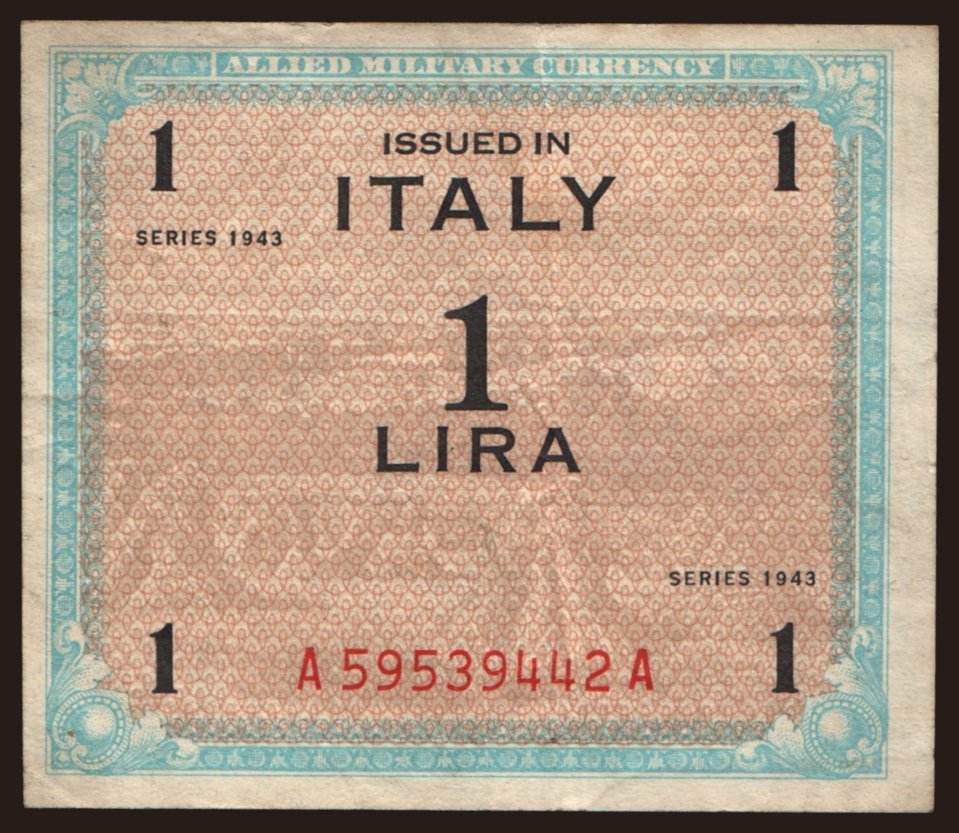 ALLIED MILITARY CURRENCY
1 ISSUED IN 1
ITALY
SERIES 1943
1
LIRA
SERIES 1943
1 A 59539442 A 1